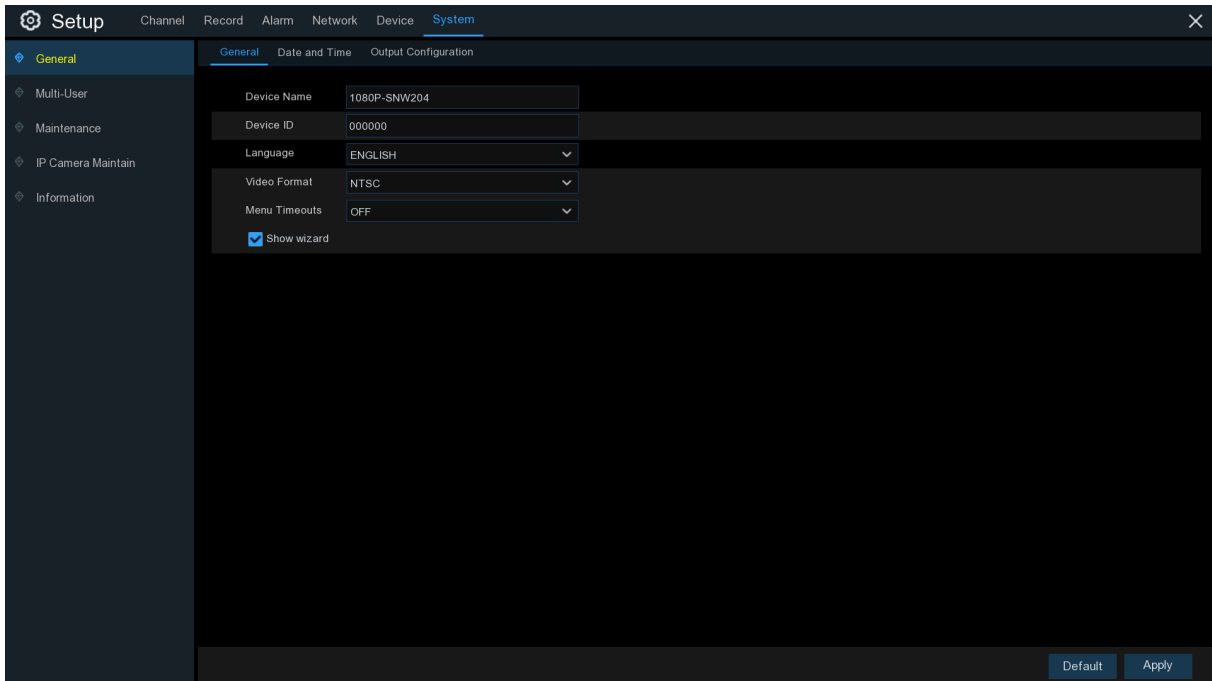 Setup Channel Record Alarm Network Device System
General
Multi-User
Maintenance
IP Camera Maintain
Information
General Date and Time Output Configuration
Device Name 1080P-SNW204
Device ID 000000
Language ENGLISH
Video Format NTSC
Menu Timeouts OFF
Show wizard
Default Apply